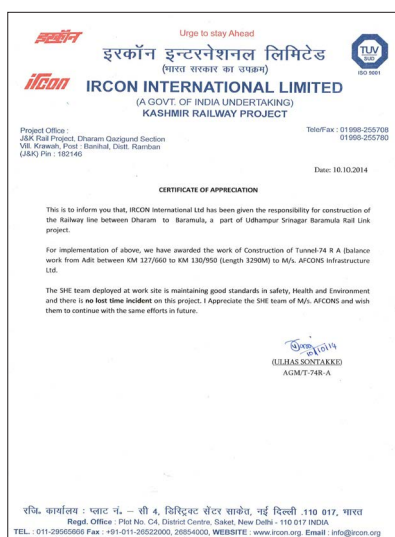 Urge to stay Ahead
इरकॉन
इरकॉन इन्टरनेशनल लिमिटेड
(भारत सरकार का उपक्रम)
TUV
SUD
ISO 9001
ircon
IRCON INTERNATIONAL LIMITED
(A GOVT. OF INDIA UNDERTAKING)
KASHMIR RAILWAY PROJECT
Project Office :
J&K Rail Project, Dharam Qazigund Section
Vill. Krawah, Post : Banihal, Distt. Ramban
(J&K) Pin : 182146
Tele/Fax : 01998-255708
01998-255780
Date: 10.10.2014
CERTIFICATE OF APPRECIATION
This is to inform you that, IRCON International Ltd has been given the responsibility for construction of
the Railway line between Dharam to Baramula, a part of Udhampur Srinagar Baramula Rail Link
project.
For implementation of above, we have awarded the work of Construction of Tunnel-74 R A (balance
work from Adit between KM 127/660 to KM 130/950 (Length 3290M) to M/s. AFCONS Infrastructure
Ltd.
The SHE team deployed at work site is maintaining good standards in safety, Health and Environment
and there is no lost time incident on this project. I Appreciate the SHE team of M/s. AFCONS and wish
them to continue with the same efforts in future.
10/10/14
(ULHAS SONTAKKE)
AGM/T-74R-A
रजि. कार्यालय : प्लाट नं. – सी 4, डिस्ट्रिक्ट सेंटर साकेत, नई दिल्ली .110 017, भारत
Regd. Office : Plot No. C4, District Centre, Saket, New Delhi - 110 017 INDIA
TEL. : 011-29565666 Fax : +91-011-26522000, 26854000, WEBSITE : www.ircon.org. Email : info@ircon.org